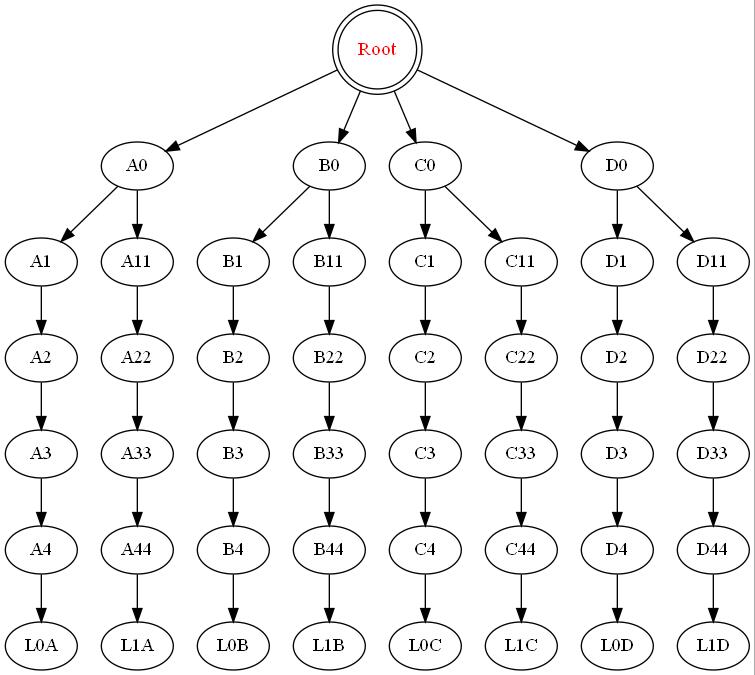 Root
A0 B0 C0 D0
A1 A11 B1 B11 C1 C11 D1 D11
A2 A22 B2 B22 C2 C22 D2 D22
A3 A33 B3 B33 C3 C33 D3 D33
A4 A44 B4 B44 C4 C44 D4 D44
L0A L1A L0B L1B L0C L1C L0D L1D